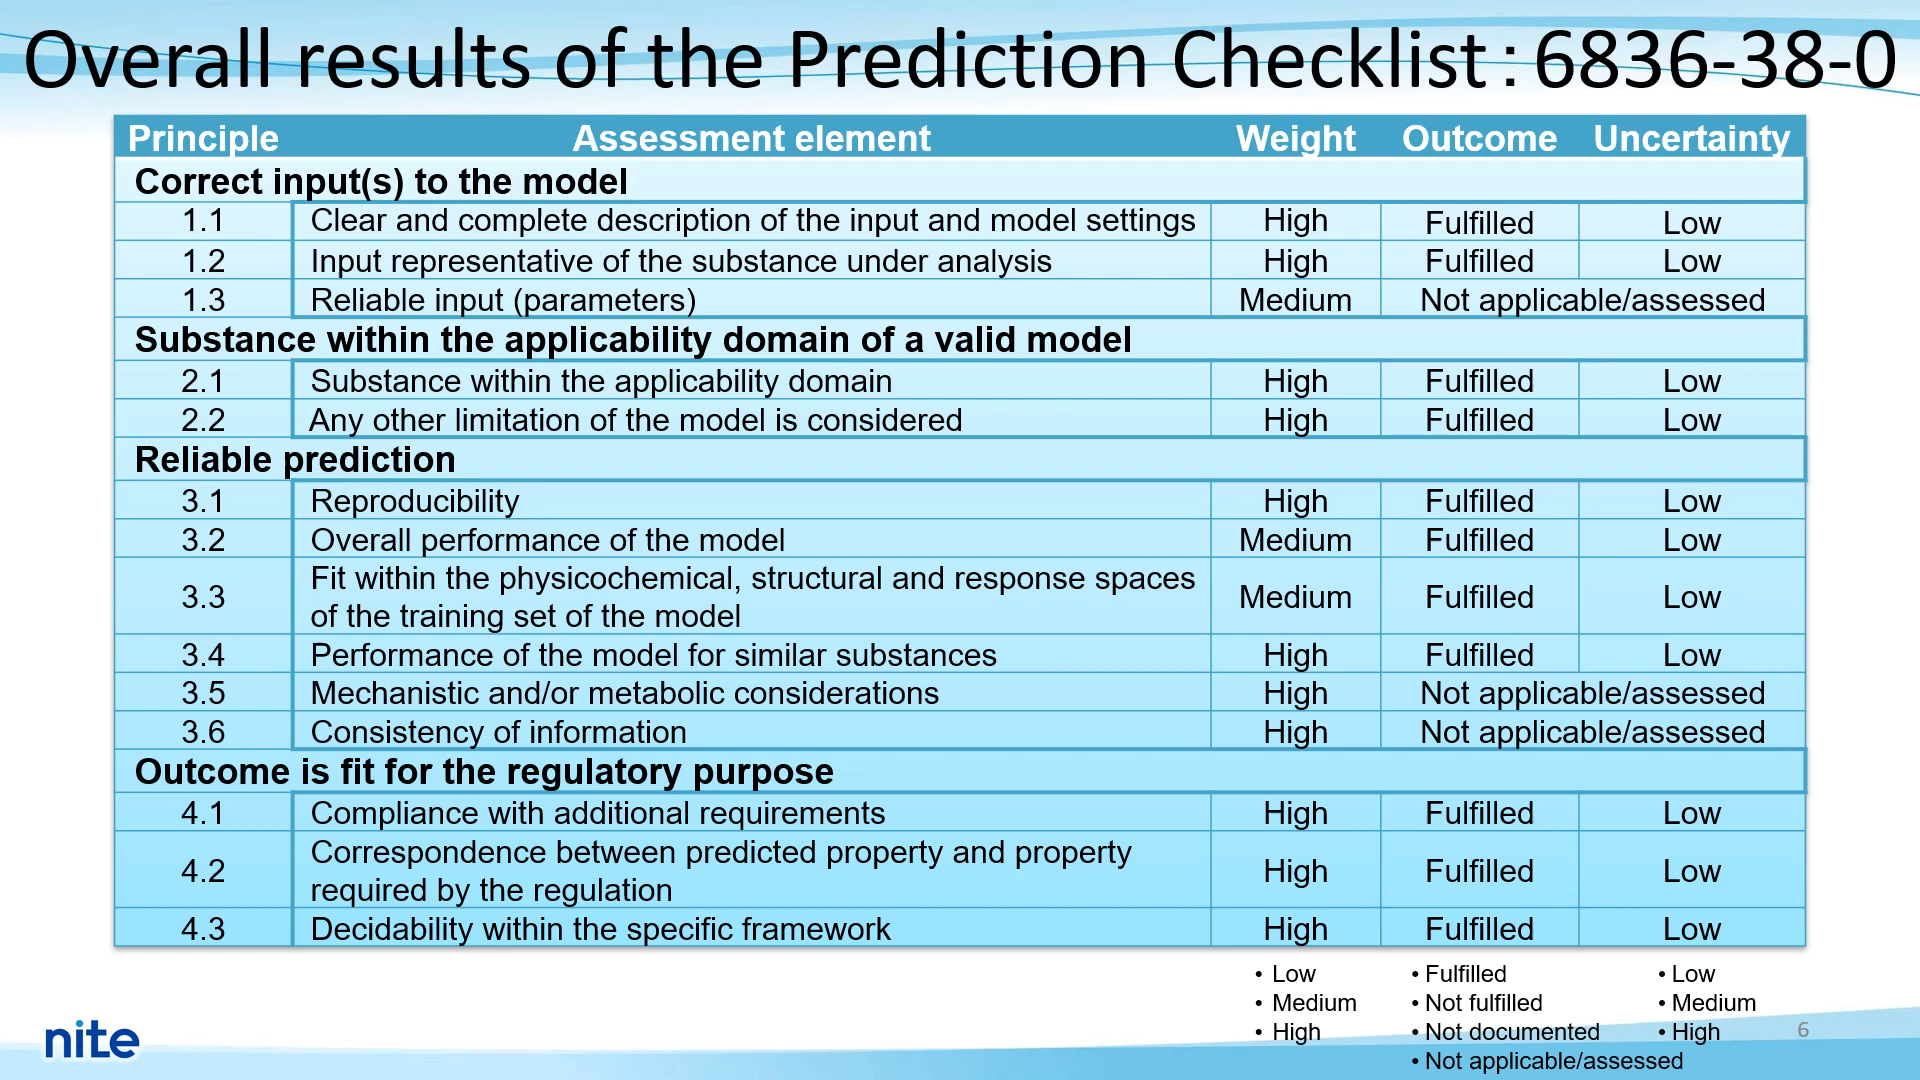 Overall results of the Prediction Checklist：6836-38-0
Principle Assessment element Weight Outcome Uncertainty
Correct input(s) to the model
1.1 Clear and complete description of the input and model settings High Fulfilled Low
1.2 Input representative of the substance under analysis High Fulfilled Low
1.3 Reliable input (parameters) Medium Not applicable/assessed
Substance within the applicability domain of a valid model
2.1 Substance within the applicability domain High Fulfilled Low
2.2 Any other limitation of the model is considered High Fulfilled Low
Reliable prediction
3.1 Reproducibility High Fulfilled Low
3.2 Overall performance of the model Medium Fulfilled Low
3.3 Fit within the physicochemical, structural and response spaces
of the training set of the model Medium Fulfilled Low
3.4 Performance of the model for similar substances High Fulfilled Low
3.5 Mechanistic and/or metabolic considerations High Not applicable/assessed
3.6 Consistency of information High Not applicable/assessed
Outcome is fit for the regulatory purpose
4.1 Compliance with additional requirements High Fulfilled Low
4.2 Correspondence between predicted property and property
required by the regulation High Fulfilled Low
4.3 Decidability within the specific framework High Fulfilled Low
• Low • Fulfilled • Low
• Medium • Not fulfilled • Medium
• High • Not documented • High
• Not applicable/assessed
nite
6